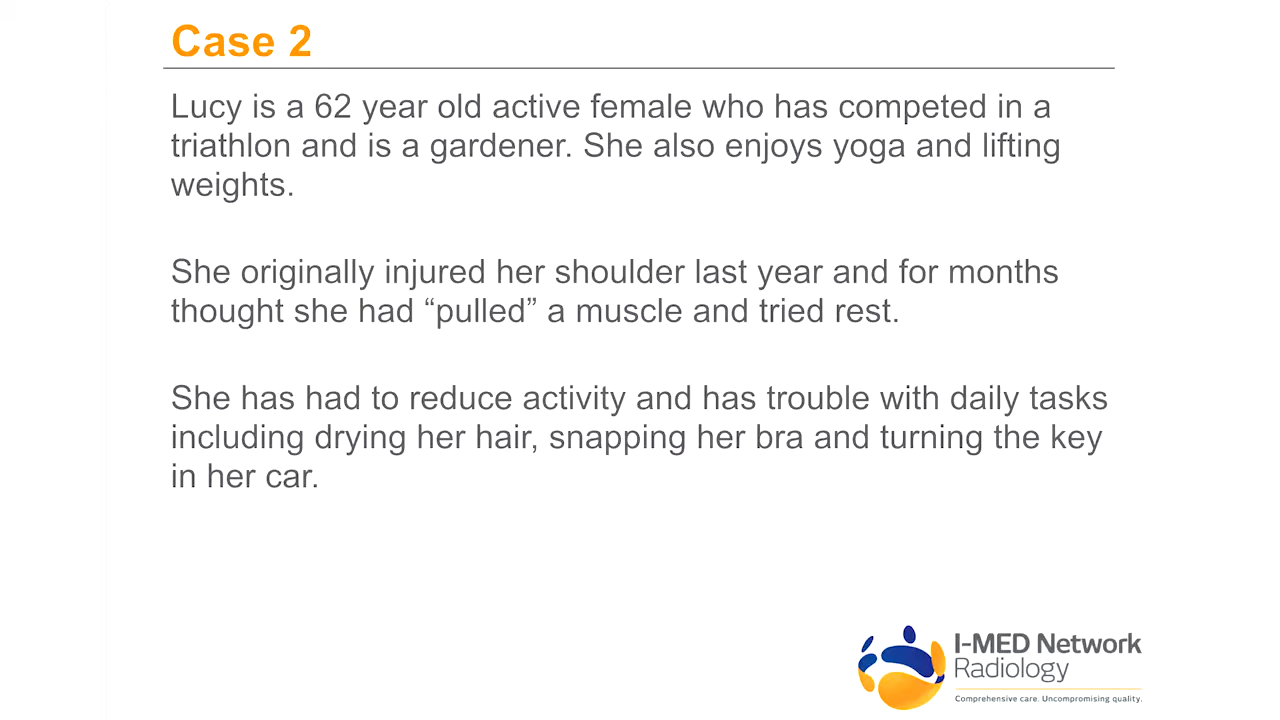 Case 2
Lucy is a 62 year old active female who has competed in a
triathlon and is a gardener. She also enjoys yoga and lifting
weights.
She originally injured her shoulder last year and for months
thought she had “pulled” a muscle and tried rest.
She has had to reduce activity and has trouble with daily tasks
including drying her hair, snapping her bra and turning the key
in her car.
I-MED Network
Radiology
Comprehensive care. Uncompromising quality.